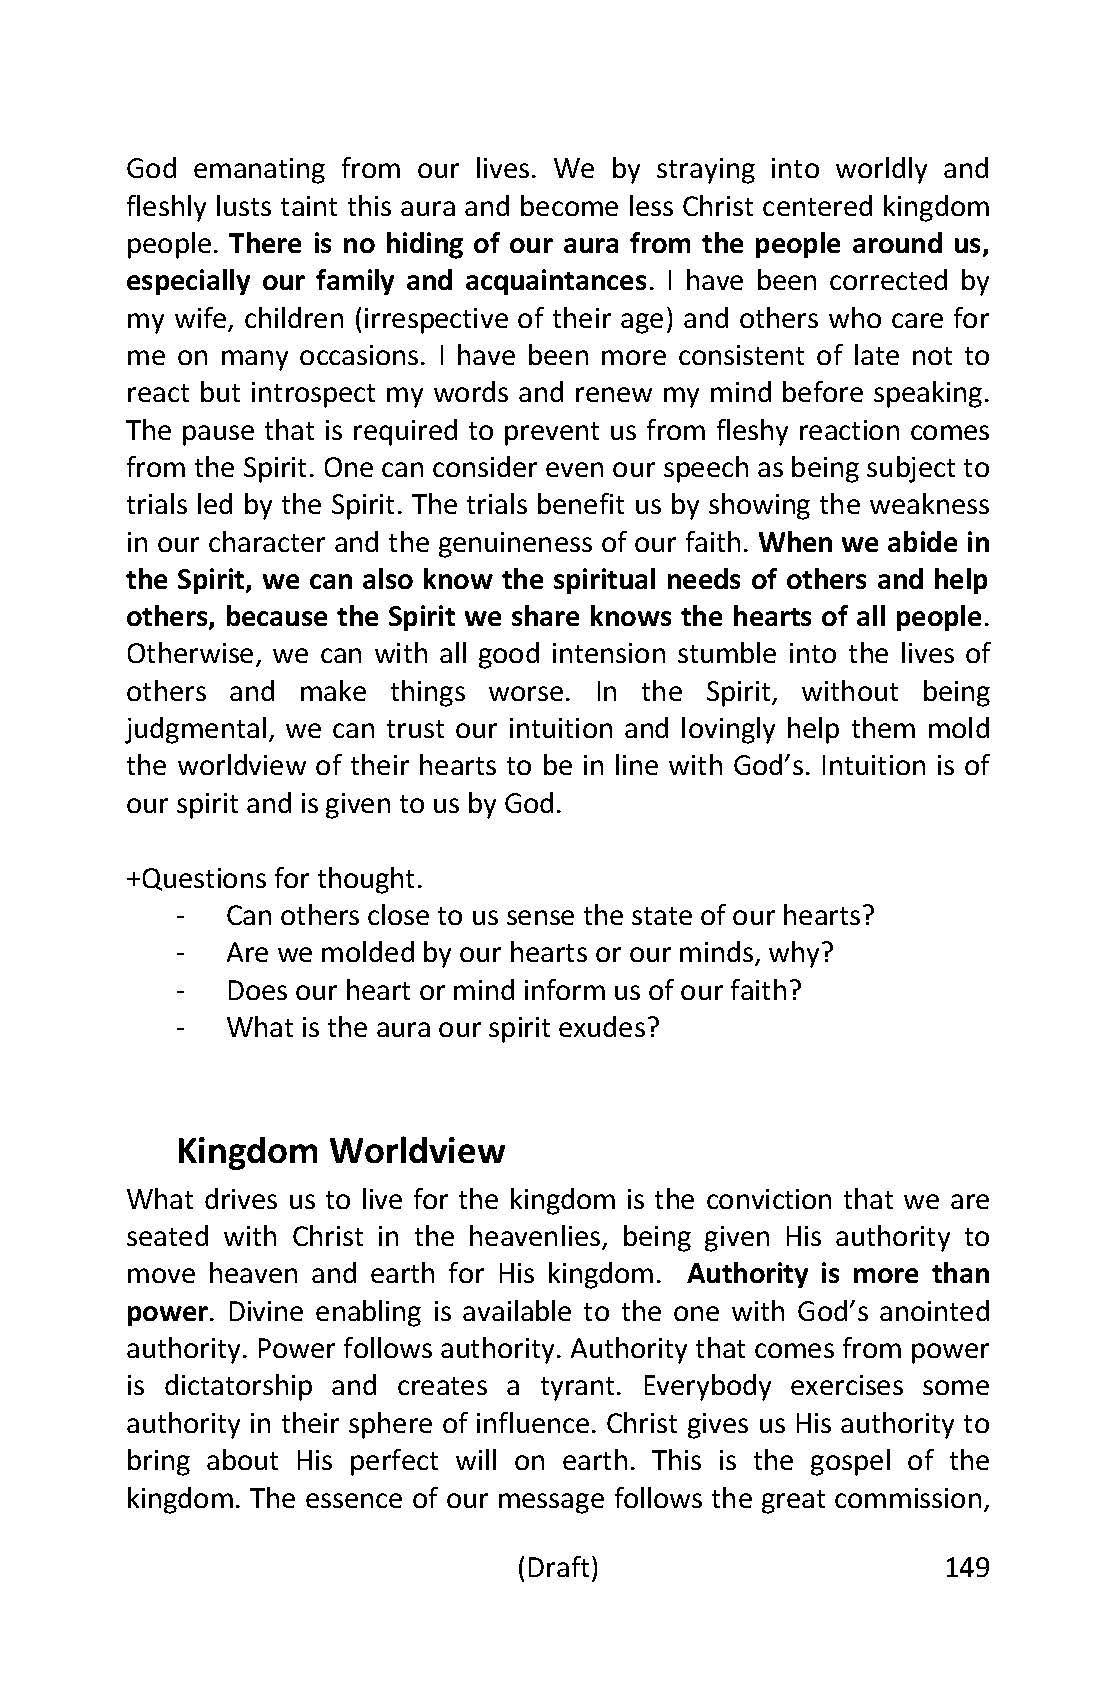 God emanating from our lives. We by straying into worldly and
fleshly lusts taint this aura and become less Christ centered kingdom
people. There is no hiding of our aura from the people around us,
especially our family and acquaintances. I have been corrected by
my wife, children (irrespective of their age) and others who care for
me on many occasions. I have been more consistent of late not to
react but introspect my words and renew my mind before speaking.
The pause that is required to prevent us from fleshy reaction comes
from the Spirit. One can consider even our speech as being subject to
trials led by the Spirit. The trials benefit us by showing the weakness
in our character and the genuineness of our faith. When we abide in
the Spirit, we can also know the spiritual needs of others and help
others, because the Spirit we share knows the hearts of all people.
Otherwise, we can with all good intension stumble into the lives of
others and make things worse. In the Spirit, without being
judgmental, we can trust our intuition and lovingly help them mold
the worldview of their hearts to be in line with God’s. Intuition is of
our spirit and is given to us by God.
+Questions for thought.
- Can others close to us sense the state of our hearts?
- Are we molded by our hearts or our minds, why?
- Does our heart or mind inform us of our faith?
- What is the aura our spirit exudes?
Kingdom Worldview
What drives us to live for the kingdom is the conviction that we are
seated with Christ in the heavenlies, being given His authority to
move heaven and earth for His kingdom. Authority is more than
power. Divine enabling is available to the one with God’s anointed
authority. Power follows authority. Authority that comes from power
is dictatorship and creates a tyrant. Everybody exercises some
authority in their sphere of influence. Christ gives us His authority to
bring about His perfect will on earth. This is the gospel of the
kingdom. The essence of our message follows the great commission,
(Draft) 149